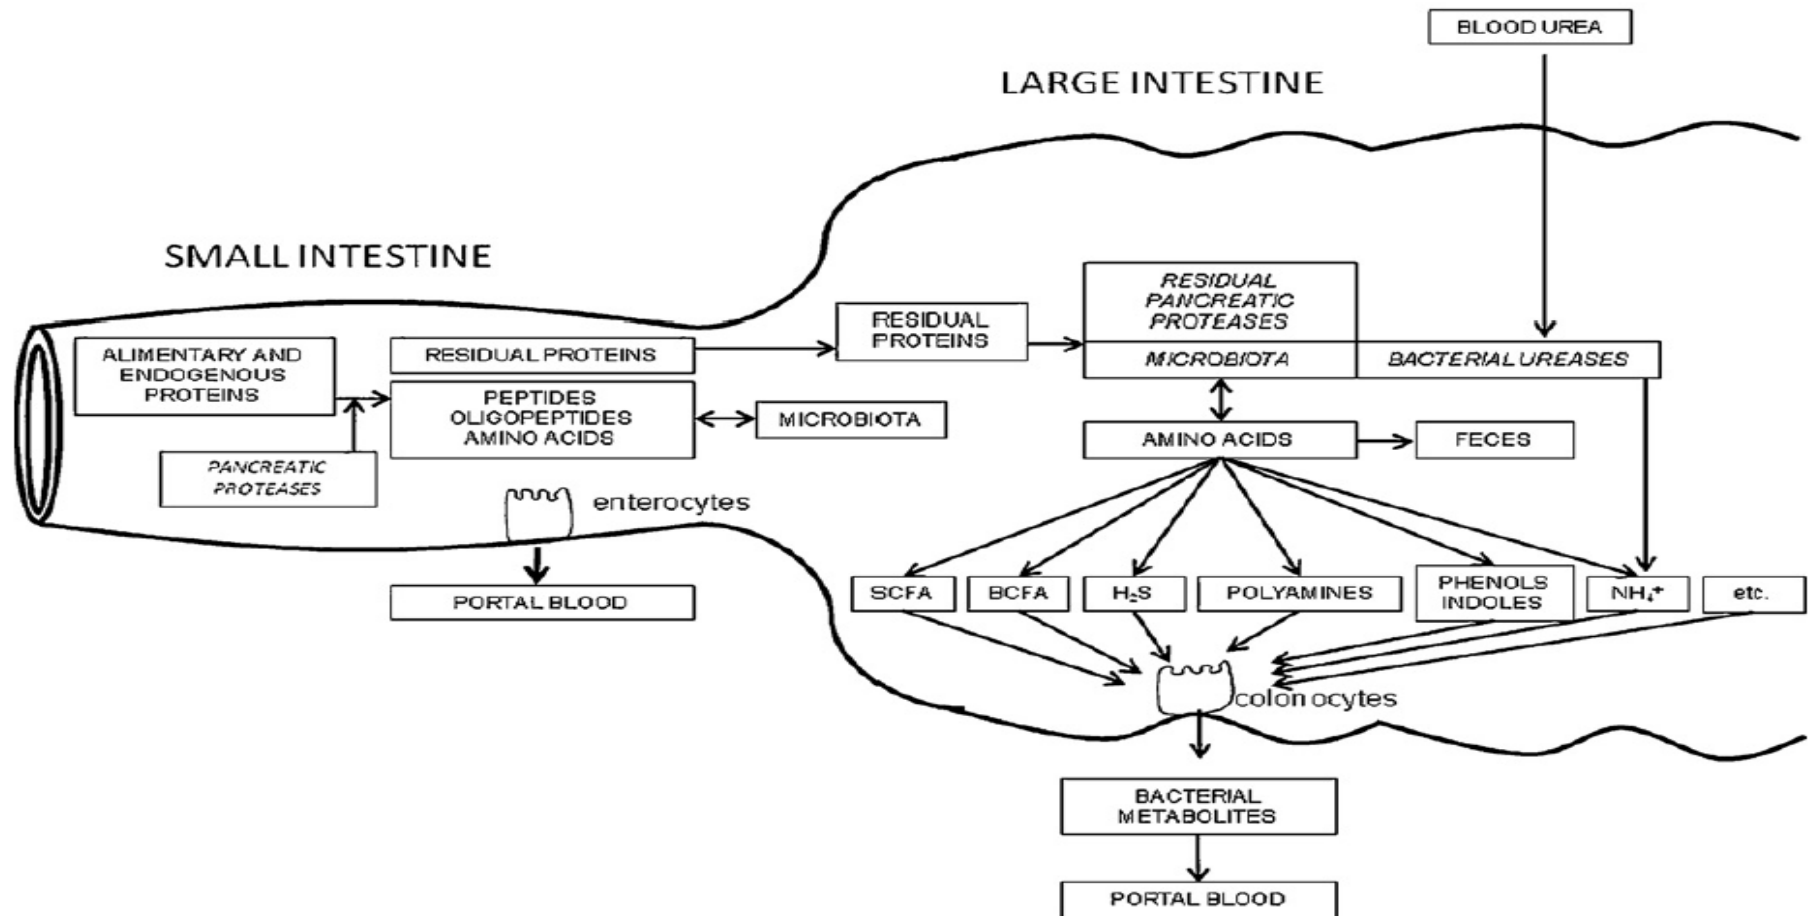 BLOOD UREA
LARGE INTESTINE
SMALL INTESTINE
ALIMENTARY AND
ENDOGENOUS
PROTEINS
PANCREATIC
PROTEASES
RESIDUAL PROTEINS
PEPTIDES
OLIGOPEPTIDES
AMINO ACIDS
MICROBIOTA
enterocytes
PORTAL BLOOD
RESIDUAL
PROTEINS
RESIDUAL
PANCREATIC
PROTEASES
MICROBIOTA
BACTERIAL UREASES
AMINO ACIDS
FECES
SCFA
BCFA
H₂S
POLYAMINES
PHENOLS
INDOLES
NH₄⁺
etc.
colonocytes
BACTERIAL
METABOLITES
PORTAL BLOOD